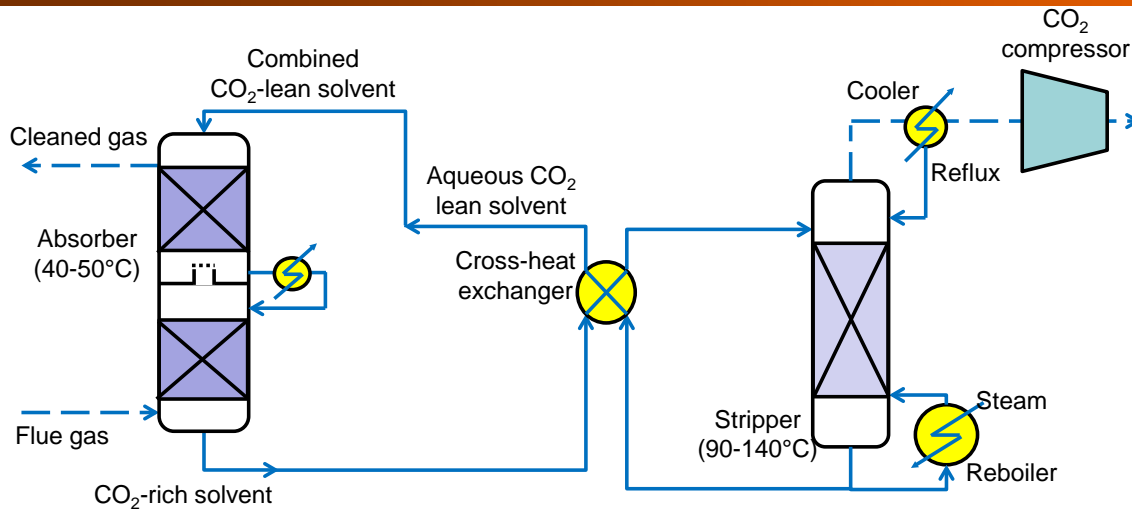 CO₂
compressor
Combined
CO₂-lean solvent
Cooler
Cleaned gas
Reflux
Aqueous CO₂
lean solvent
Absorber
(40-50°C)
Cross-heat
exchanger
Steam
Stripper
(90-140°C)
Flue gas
Reboiler
CO₂-rich solvent